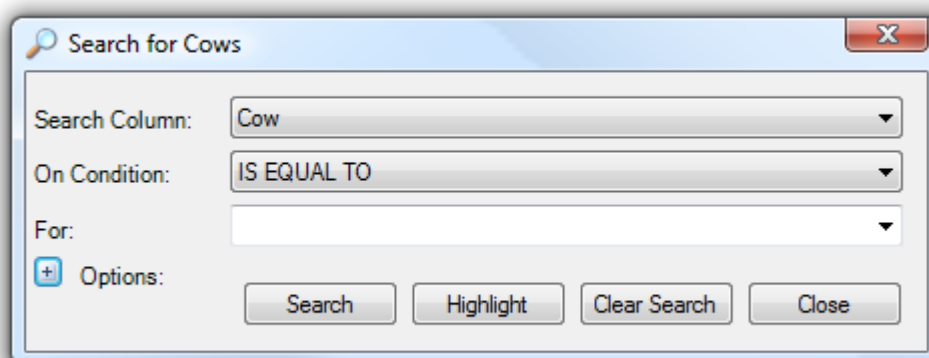 Search for Cows
Search Column: Cow
On Condition: IS EQUAL TO
For:
Options:
Search Highlight Clear Search Close